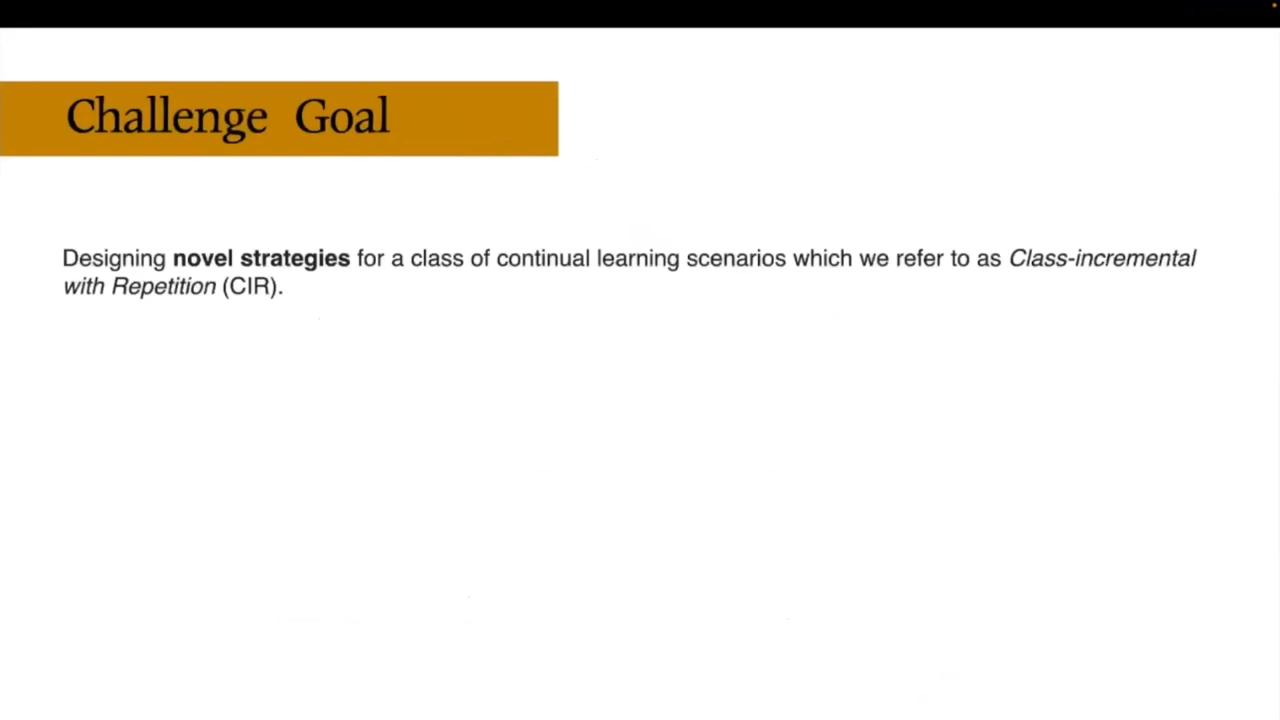 Challenge Goal
Designing novel strategies for a class of continual learning scenarios which we refer to as Class-incremental
with Repetition (CIR).